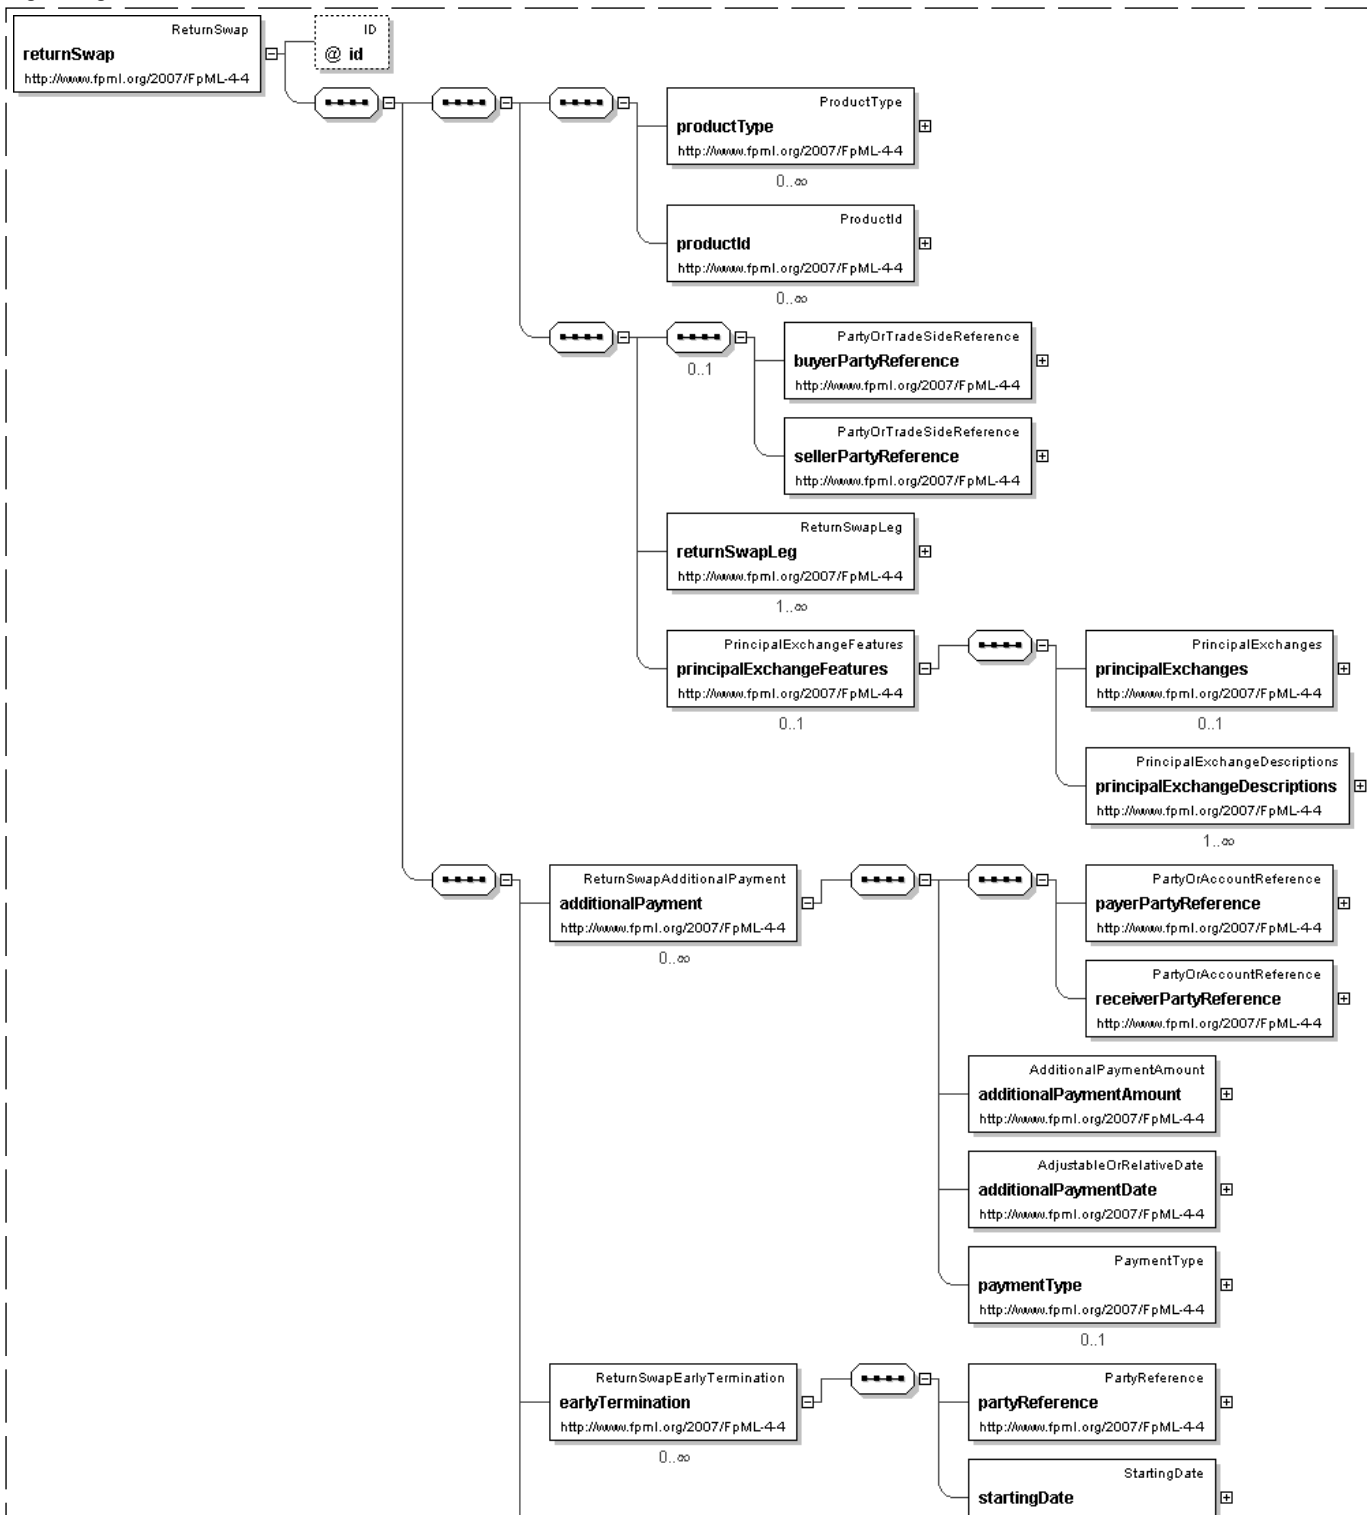 ReturnSwap
returnSwap
http://www.fpml.org/2007/FpML-4-4
ID
@ id
ProductType
productType
http://www.fpml.org/2007/FpML-4-4
0..∞
ProductId
productId
http://www.fpml.org/2007/FpML-4-4
0..∞
PartyOrTradeSideReference
buyerPartyReference
http://www.fpml.org/2007/FpML-4-4
0..1
PartyOrTradeSideReference
sellerPartyReference
http://www.fpml.org/2007/FpML-4-4
ReturnSwapLeg
returnSwapLeg
http://www.fpml.org/2007/FpML-4-4
1..∞
PrincipalExchangeFeatures
principalExchangeFeatures
http://www.fpml.org/2007/FpML-4-4
0..1
PrincipalExchanges
principalExchanges
http://www.fpml.org/2007/FpML-4-4
0..1
PrincipalExchangeDescriptions
principalExchangeDescriptions
http://www.fpml.org/2007/FpML-4-4
1..∞
ReturnSwapAdditionalPayment
additionalPayment
http://www.fpml.org/2007/FpML-4-4
0..∞
PartyOrAccountReference
payerPartyReference
http://www.fpml.org/2007/FpML-4-4
PartyOrAccountReference
receiverPartyReference
http://www.fpml.org/2007/FpML-4-4
AdditionalPaymentAmount
additionalPaymentAmount
http://www.fpml.org/2007/FpML-4-4
AdjustableOrRelativeDate
additionalPaymentDate
http://www.fpml.org/2007/FpML-4-4
PaymentType
paymentType
http://www.fpml.org/2007/FpML-4-4
0..1
ReturnSwapEarlyTermination
earlyTermination
http://www.fpml.org/2007/FpML-4-4
0..∞
PartyReference
partyReference
http://www.fpml.org/2007/FpML-4-4
StartingDate
startingDate